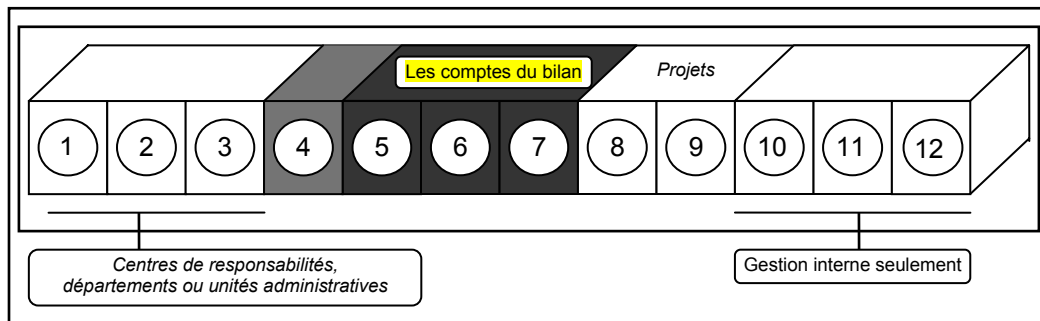 Les comptes du bilan
Projets
1 2 3 4 5 6 7 8 9 10 11 12
Centres de responsabilités,
départements ou unités administratives
Gestion interne seulement